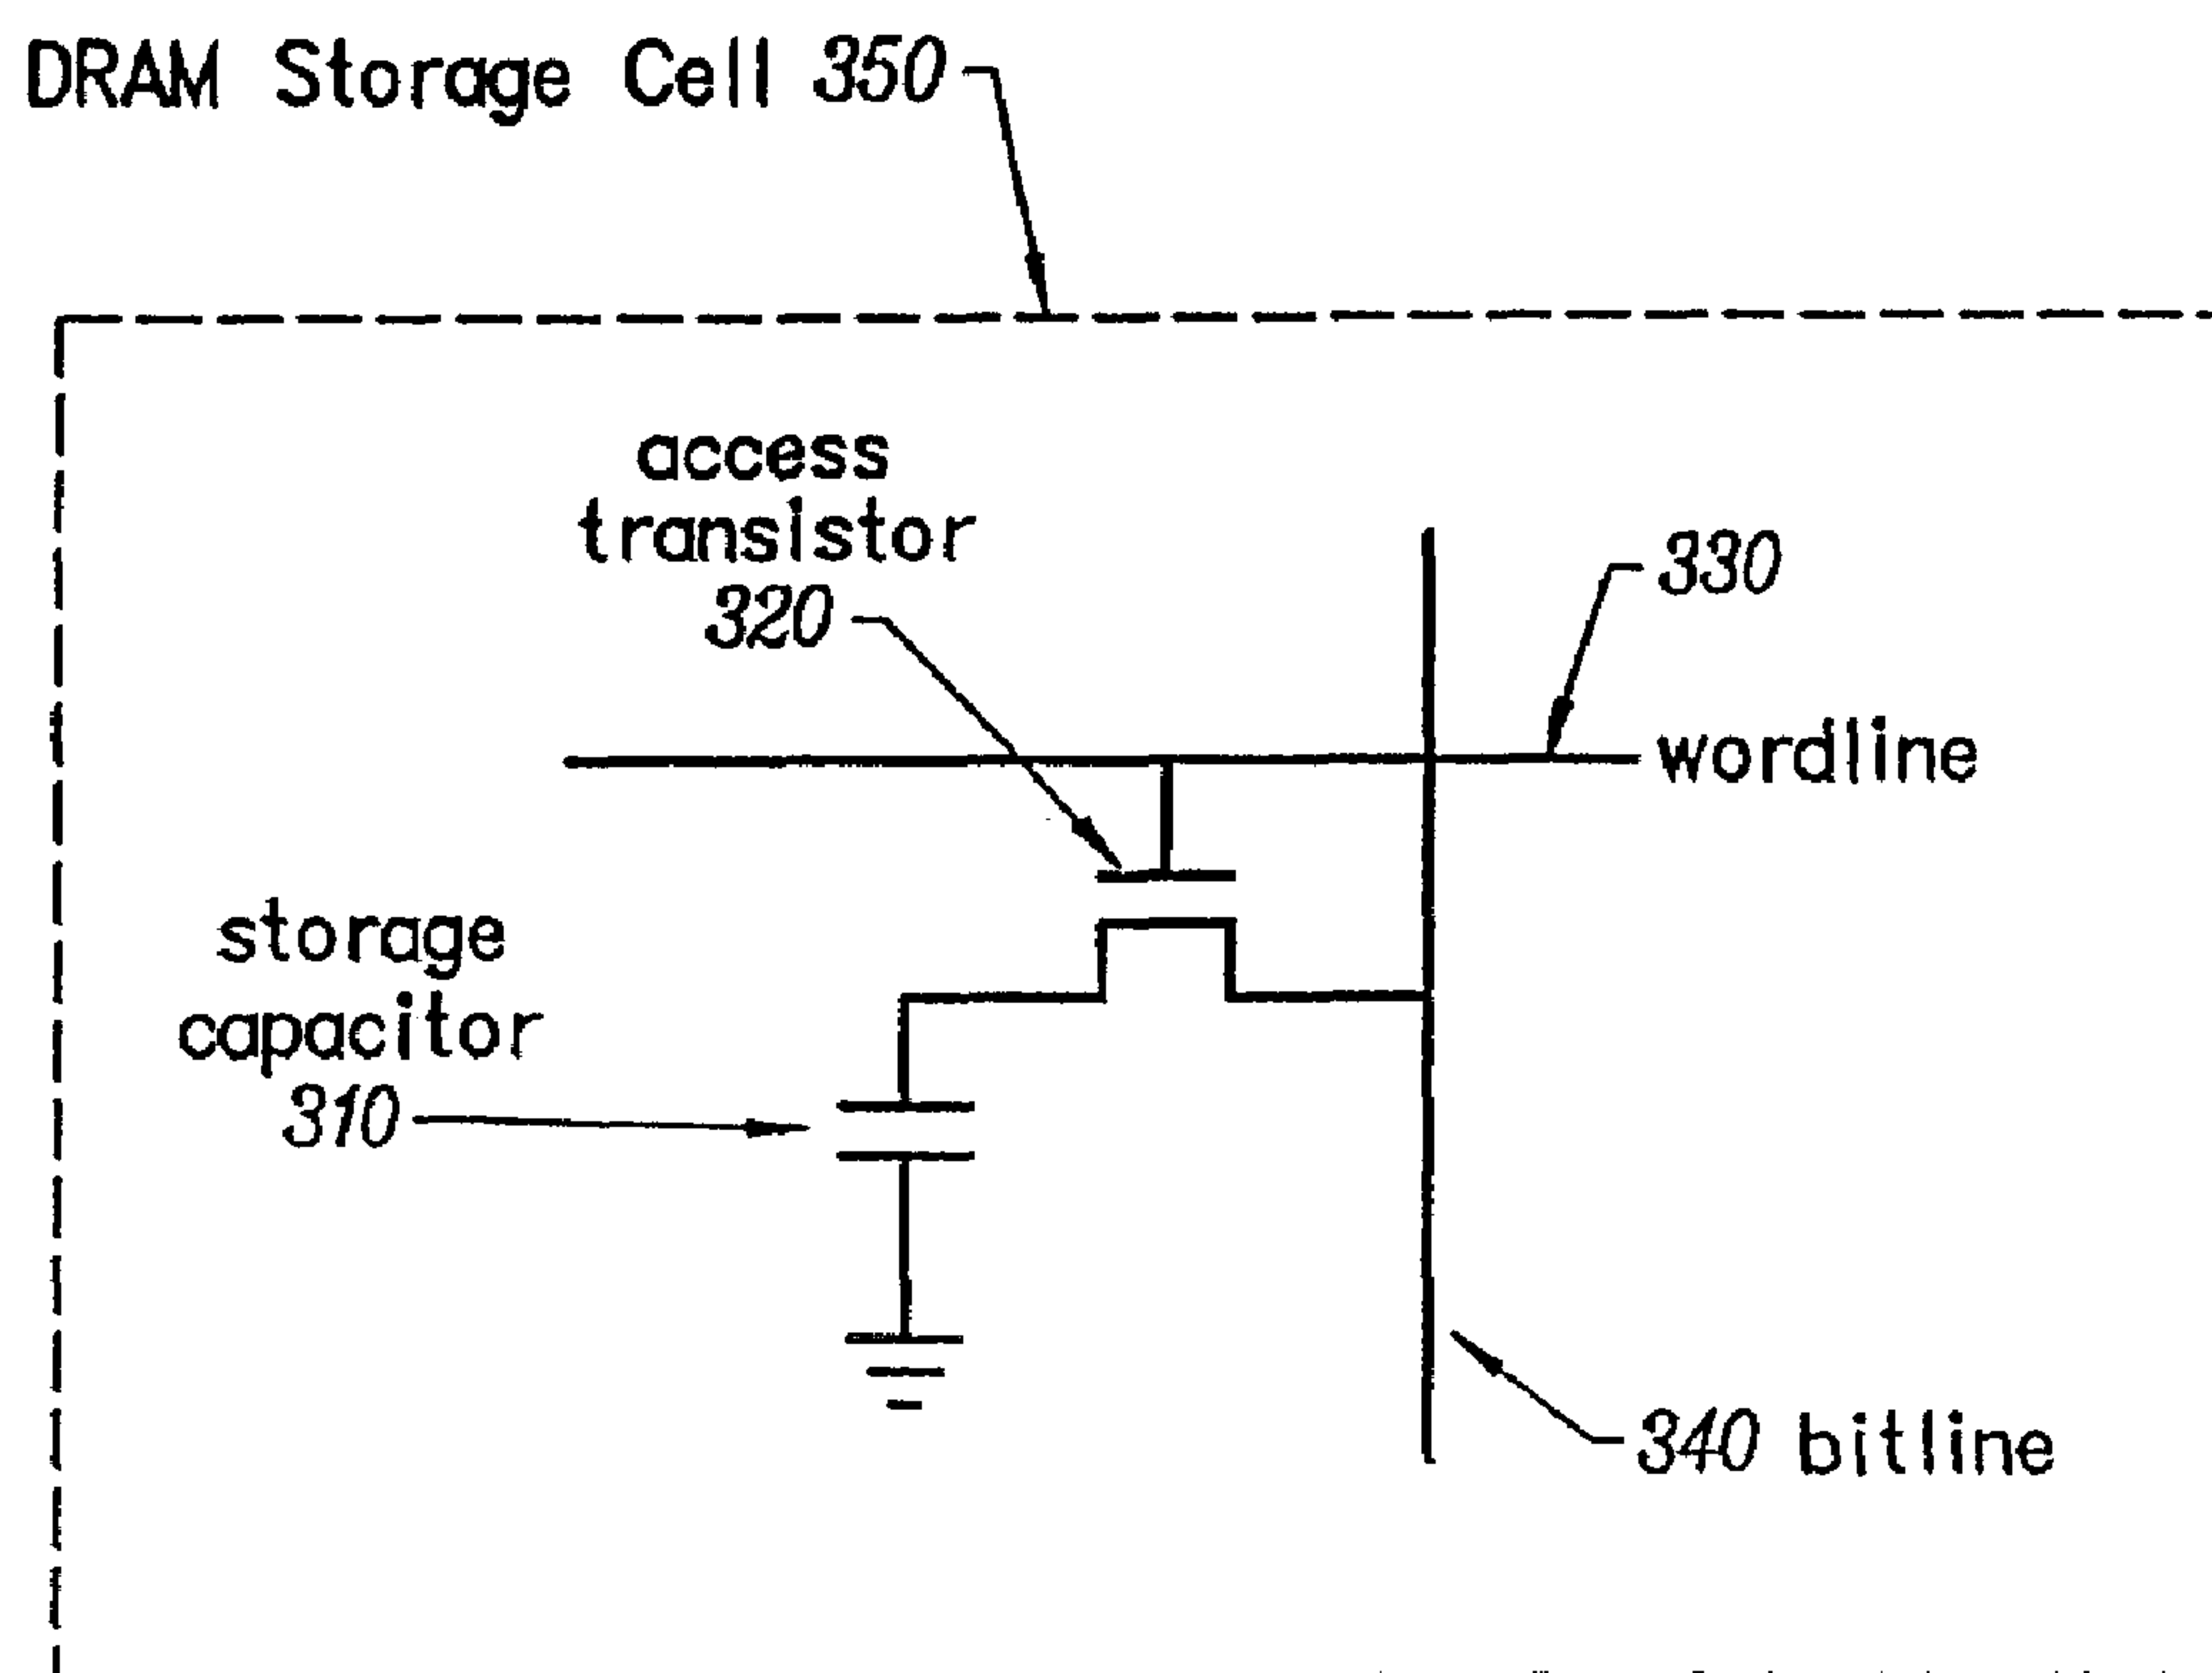 DRAM Storage Cell 350
access
transistor
320
330
wordline
storage
capacitor
310
340 bitline